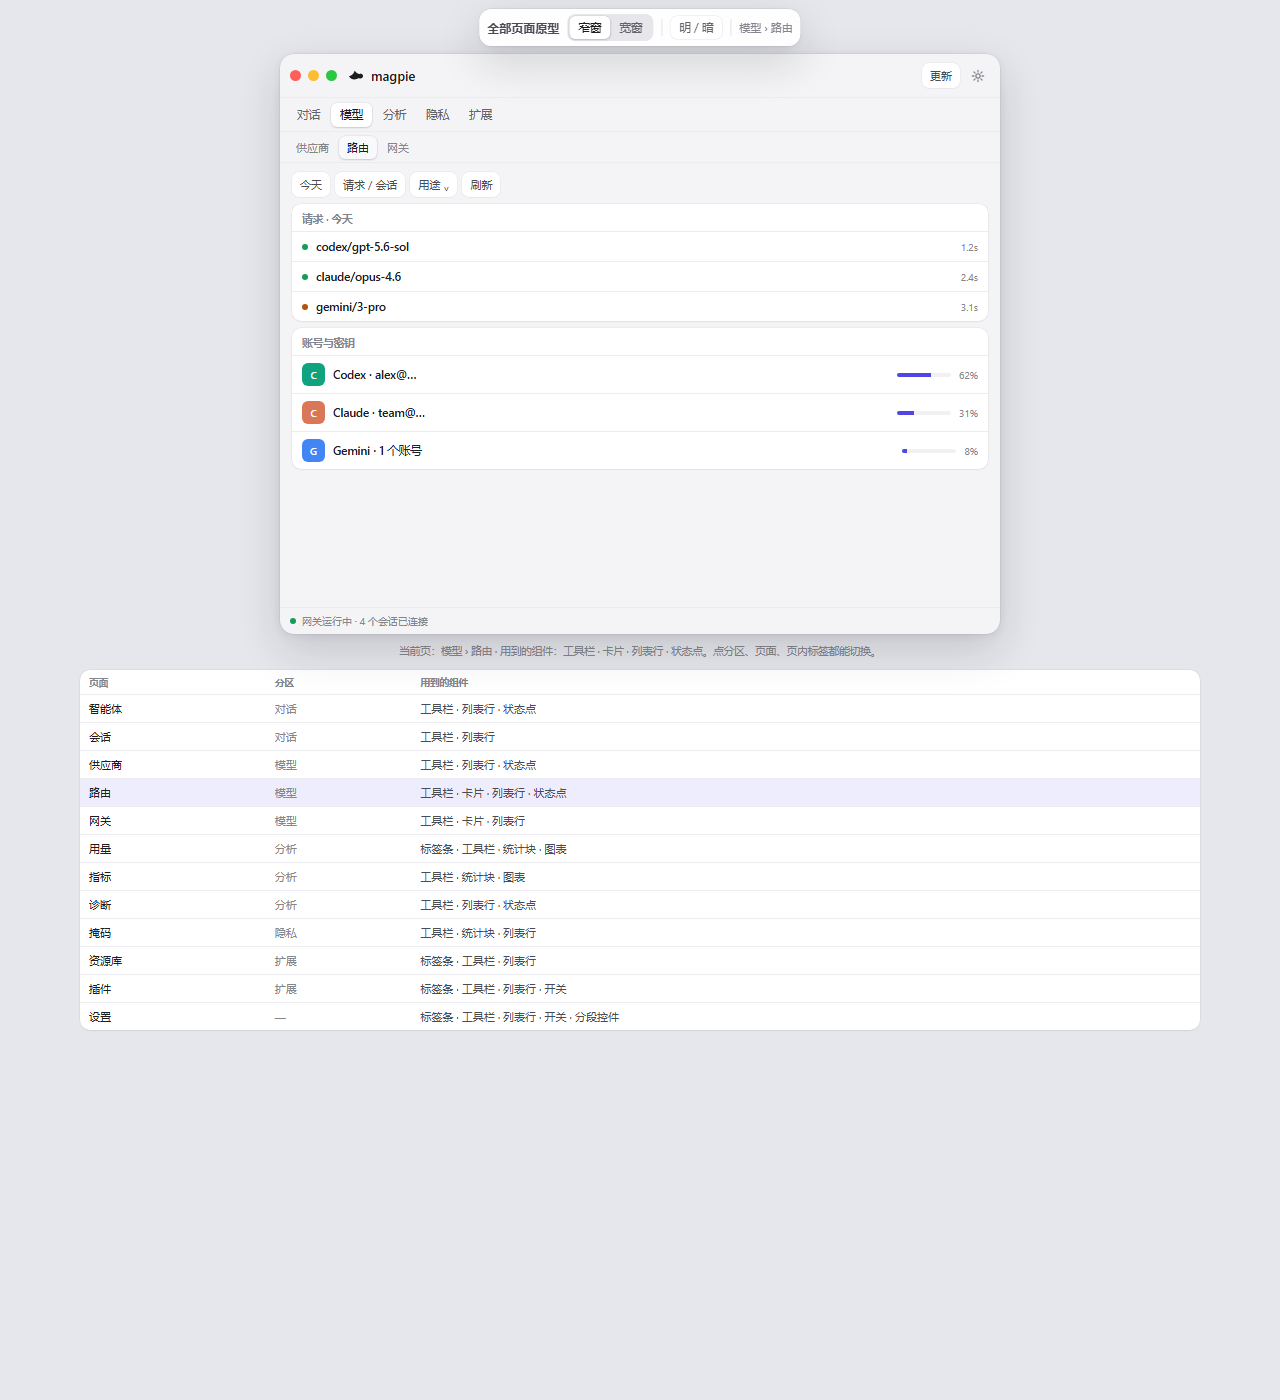 全部页面原型 窄窗 宽窗 明 / 暗 模型 › 路由
magpie 更新
对话 模型 分析 隐私 扩展
供应商 路由 网关
今天 请求 / 会话 用途 刷新
请求 · 今天
codex/gpt-5.6-sol 1.2s
claude/opus-4.6 2.4s
gemini/3-pro 3.1s
账号与密钥
C Codex · alex@... 62%
C Claude · team@... 31%
G Gemini · 1 个账号 8%
网关运行中 · 4 个会话已连接
当前页：模型 › 路由 · 用到的组件：工具栏 · 卡片 · 列表行 · 状态点。点分区、页面、页内标签都能切换。
页面 分区 用到的组件
智能体 对话 工具栏 · 列表行 · 状态点
会话 对话 工具栏 · 列表行
供应商 模型 工具栏 · 列表行 · 状态点
路由 模型 工具栏 · 卡片 · 列表行 · 状态点
网关 模型 工具栏 · 卡片 · 列表行
用量 分析 标签条 · 工具栏 · 统计块 · 图表
指标 分析 工具栏 · 统计块 · 图表
诊断 分析 工具栏 · 列表行 · 状态点
掩码 隐私 工具栏 · 统计块 · 列表行
资源库 扩展 标签条 · 工具栏 · 列表行
插件 扩展 标签条 · 工具栏 · 列表行 · 开关
设置 — 标签条 · 工具栏 · 列表行 · 开关 · 分段控件